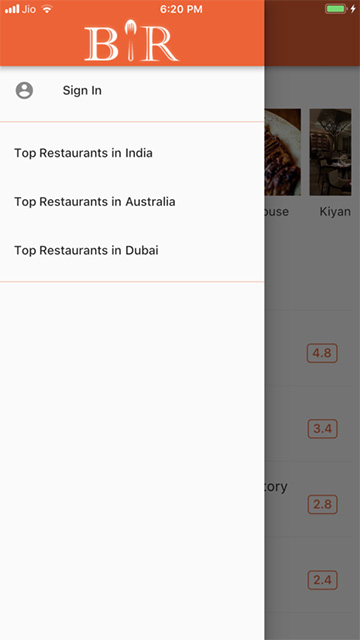 Jio
6:20 PM
BIR
Sign In
Top Restaurants in India
Top Restaurants in Australia
Top Restaurants in Dubai
ouse
Kiyan
4.8
3.4
tory
2.8
2.4